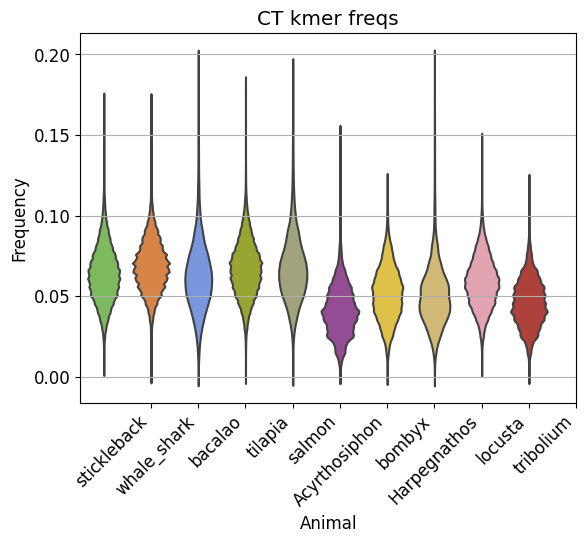 CT kmer freqs
0.20
0.15
0.10
0.05
0.00
Frequency
stickleback
whale_shark
bacalao
tilapia
salmon
Acyrthosiphon
bombyx
Harpegnathos
locusta
tribolium
Animal